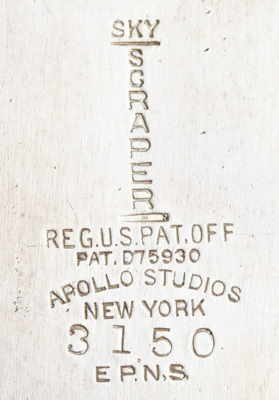 SKY
SCRAPER
REG.U.S.PAT.OFF
PAT.D75930
APOLLO STUDIOS
NEW YORK
3150
E.P.N.S.